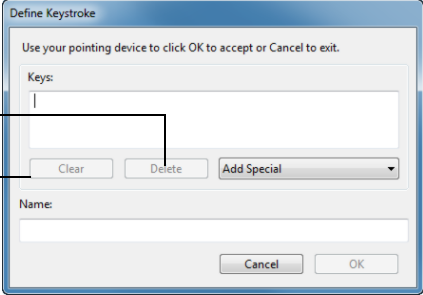 Define Keystroke
Use your pointing device to click OK to accept or Cancel to exit.
Keys:
Clear Delete Add Special
Name:
Cancel OK